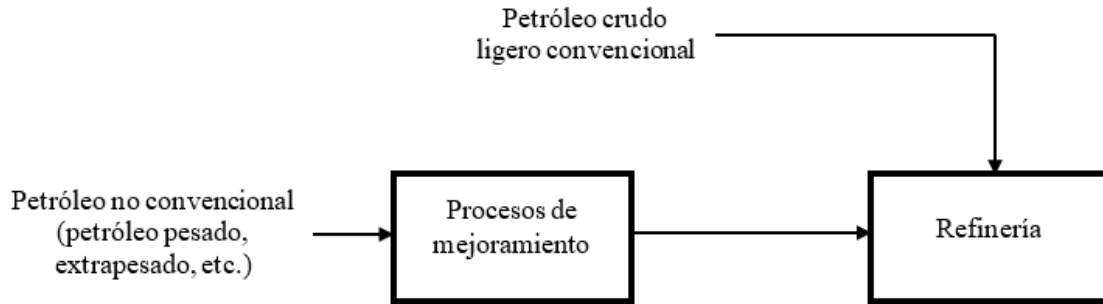 Petróleo crudo
ligero convencional
Petróleo no convencional
(petróleo pesado,
extrapesado, etc.)
Procesos de
mejoramiento
Refinería